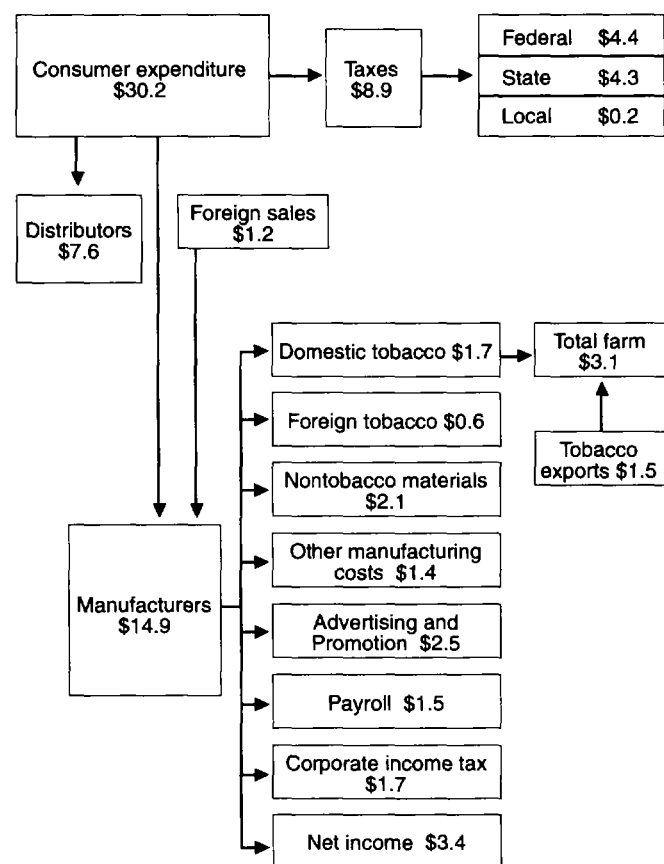 Consumer expenditure
$30.2
Taxes
$8.9
Federal $4.4
State $4.3
Local $0.2
Distributors
$7.6
Foreign sales
$1.2
Domestic tobacco $1.7
Total farm
$3.1
Foreign tobacco $0.6
Tobacco
exports $1.5
Nontobacco materials
$2.1
Other manufacturing
costs $1.4
Manufacturers
$14.9
Advertising and
Promotion $2.5
Payroll $1.5
Corporate income tax
$1.7
Net income $3.4